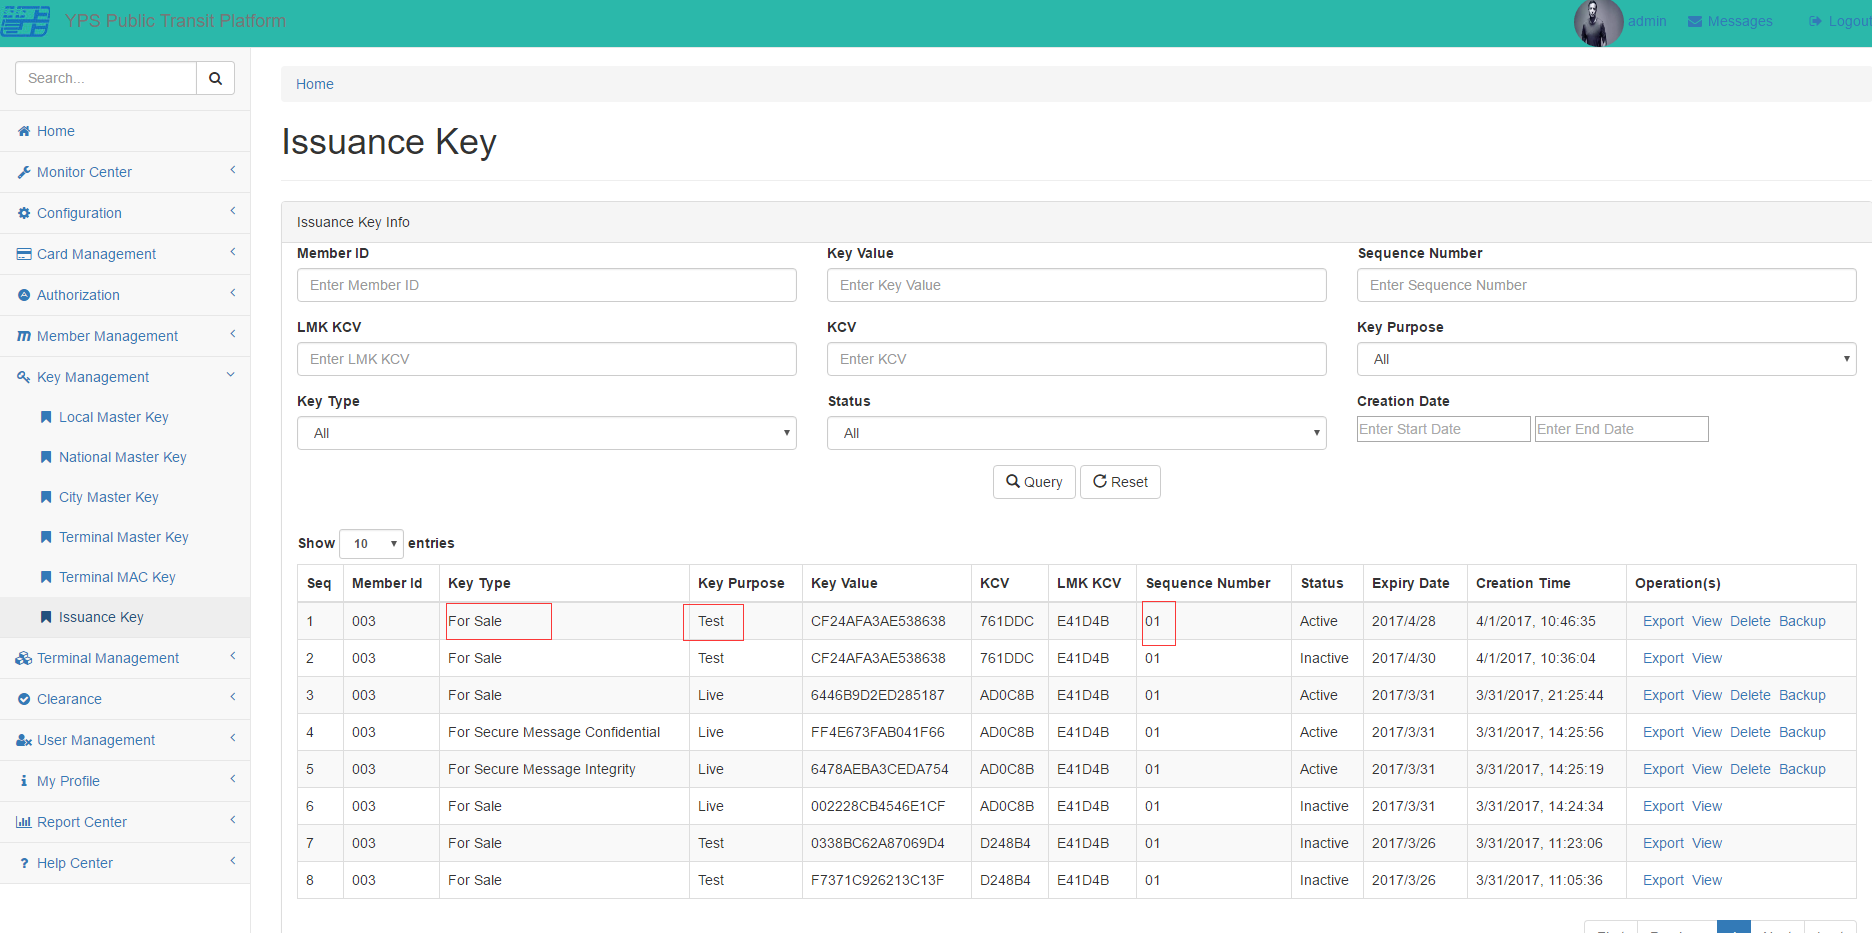 YPS Public Transit Platform
admin Messages Logout
Search...
Home
Monitor Center
Configuration
Card Management
Authorization
Member Management
Key Management
Local Master Key
National Master Key
City Master Key
Terminal Master Key
Terminal MAC Key
Issuance Key
Terminal Management
Clearance
User Management
My Profile
Report Center
Help Center
Home
Issuance Key
Issuance Key Info
Member ID Key Value Sequence Number
Enter Member ID Enter Key Value Enter Sequence Number
LMK KCV KCV Key Purpose
Enter LMK KCV Enter KCV All
Key Type Status Creation Date
All All Enter Start Date Enter End Date
Query Reset
Show 10 entries
Seq Member Id Key Type Key Purpose Key Value KCV LMK KCV Sequence Number Status Expiry Date Creation Time Operation(s)
1 003 For Sale Test CF24AFA3AE538638 761DDC E41D4B 01 Active 2017/4/28 4/1/2017, 10:46:35 Export View Delete Backup
2 003 For Sale Test CF24AFA3AE538638 761DDC E41D4B 01 Inactive 2017/4/30 4/1/2017, 10:36:04 Export View
3 003 For Sale Live 6446B9D2ED285187 AD0C8B E41D4B 01 Active 2017/3/31 3/31/2017, 21:25:44 Export View Delete Backup
4 003 For Secure Message Confidential Live FF4E673FAB041F66 AD0C8B E41D4B 01 Active 2017/3/31 3/31/2017, 14:25:56 Export View Delete Backup
5 003 For Secure Message Integrity Live 6478AEBA3CEDA754 AD0C8B E41D4B 01 Active 2017/3/31 3/31/2017, 14:25:19 Export View Delete Backup
6 003 For Sale Live 002228CB4546E1CF AD0C8B E41D4B 01 Inactive 2017/3/31 3/31/2017, 14:24:34 Export View
7 003 For Sale Test 0338BC62A87069D4 D248B4 E41D4B 01 Inactive 2017/3/26 3/31/2017, 11:23:06 Export View
8 003 For Sale Test F7371C926213C13F D248B4 E41D4B 01 Inactive 2017/3/26 3/31/2017, 11:05:36 Export View